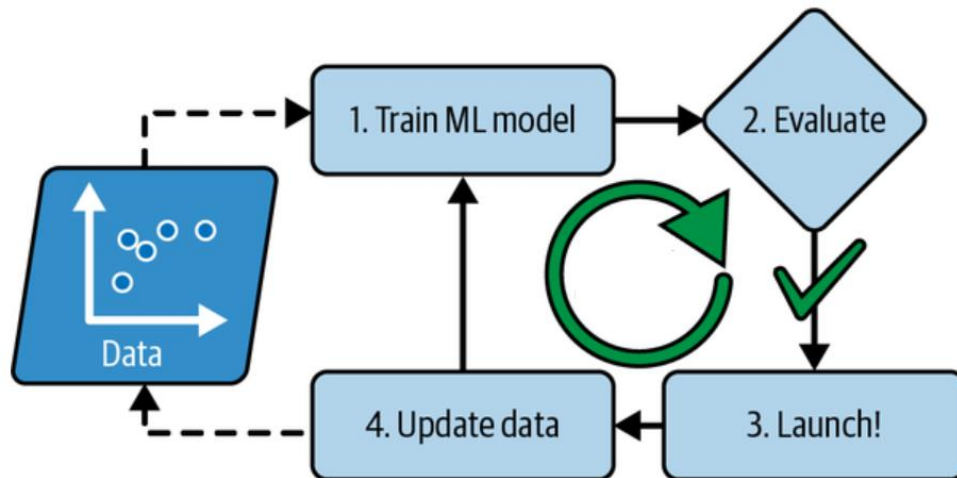 1. Train ML model
2. Evaluate
Data
4. Update data
3. Launch!